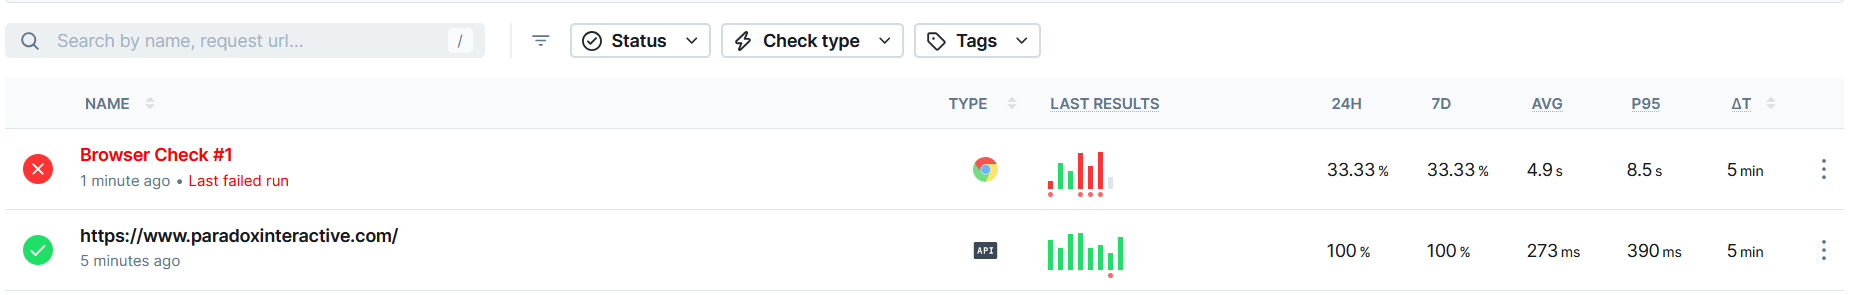 Search by name, request url... /
Status
Check type
Tags
NAME TYPE LAST RESULTS 24H 7D AVG P95 ΔT
Browser Check #1
1 minute ago • Last failed run
33.33 % 33.33 % 4.9 s 8.5 s 5 min
https://www.paradoxinteractive.com/
5 minutes ago
API
100 % 100 % 273 ms 390 ms 5 min